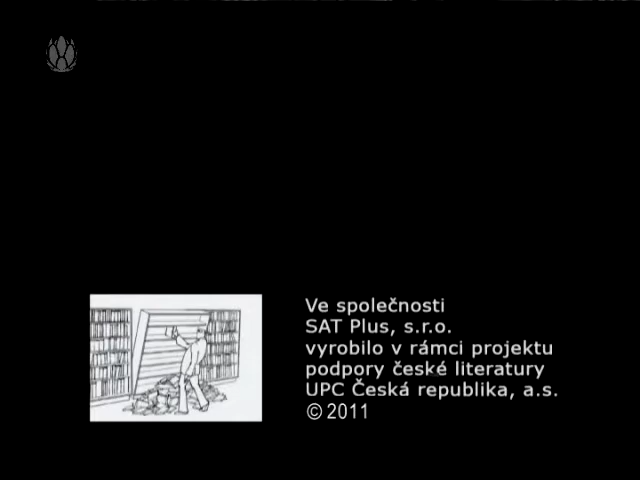 Ve společnosti
SAT Plus, s.r.o.
vyrobilo v rámci projektu
podpory české literatury
UPC Česká republika, a.s.
© 2011